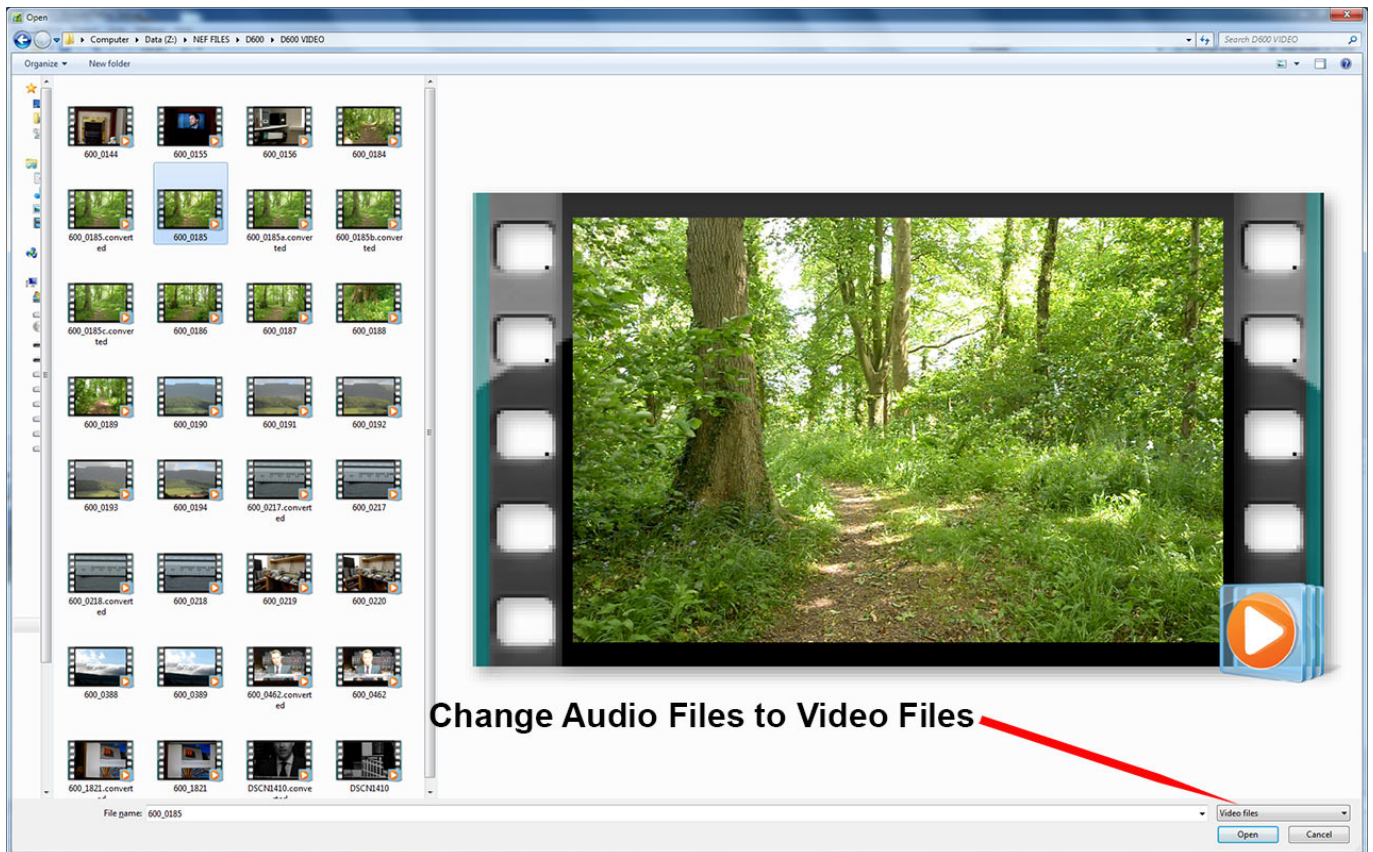 Open
Computer ▸ Data (Z:) ▸ NEF FILES ▸ D600 ▸ D600 VIDEO
Search D600 VIDEO
Organize
New folder
600_0144
600_0155
600_0156
600_0184
600_0185.convert
ed
600_0185
600_0185a.conver
ted
600_0185b.conver
ted
600_0185c.conver
ted
600_0186
600_0187
600_0188
600_0189
600_0190
600_0191
600_0192
600_0193
600_0194
600_0217.convert
ed
600_0217
600_0218.convert
ed
600_0218
600_0219
600_0220
600_0388
600_0389
600_0462.convert
ed
600_0462
Change Audio Files to Video Files
600_1821.convert
600_1821
DSCN1410.conve
DSCN1410
File name: 600_0185
Video files
Open
Cancel